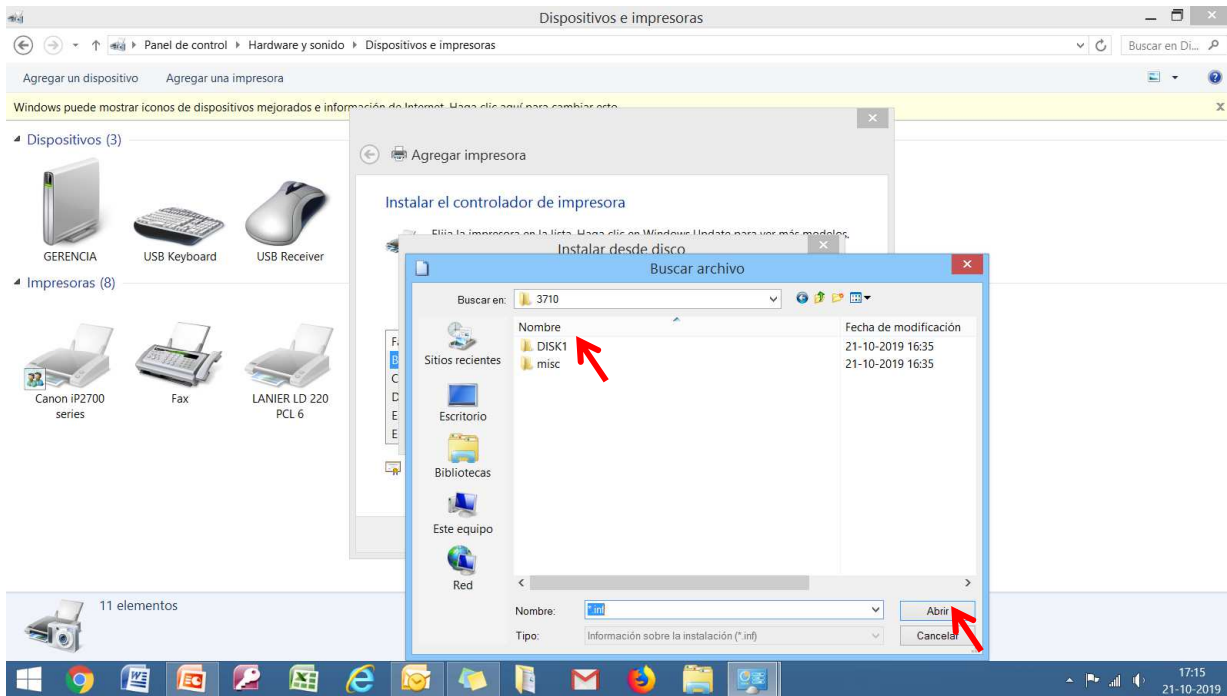 Dispositivos e impresoras
Panel de control Hardware y sonido Dispositivos e impresoras
Buscar en Di...
Agregar un dispositivo Agregar una impresora
Windows puede mostrar iconos de dispositivos mejorados e información de Internet. Haga clic aquí para cambiar esto.
Dispositivos (3)
GERENCIA
USB Keyboard
USB Receiver
Impresoras (8)
Canon iP2700
series
Fax
LANIER LD 220
PCL 6
11 elementos
Agregar impresora
Instalar el controlador de impresora
Elija la impresora en la lista. Haga clic en Windows Update para ver más modelos.
F
B
C
D
E
E
Instalar desde disco
Buscar archivo
Buscar en: 3710
Nombre Fecha de modificación
DISK1 21-10-2019 16:35
misc 21-10-2019 16:35
Sitios recientes
Escritorio
Bibliotecas
Este equipo
Red
Nombre: *.inf Abrir
Tipo: Información sobre la instalación (*.inf) Cancelar
17:15
21-10-2019